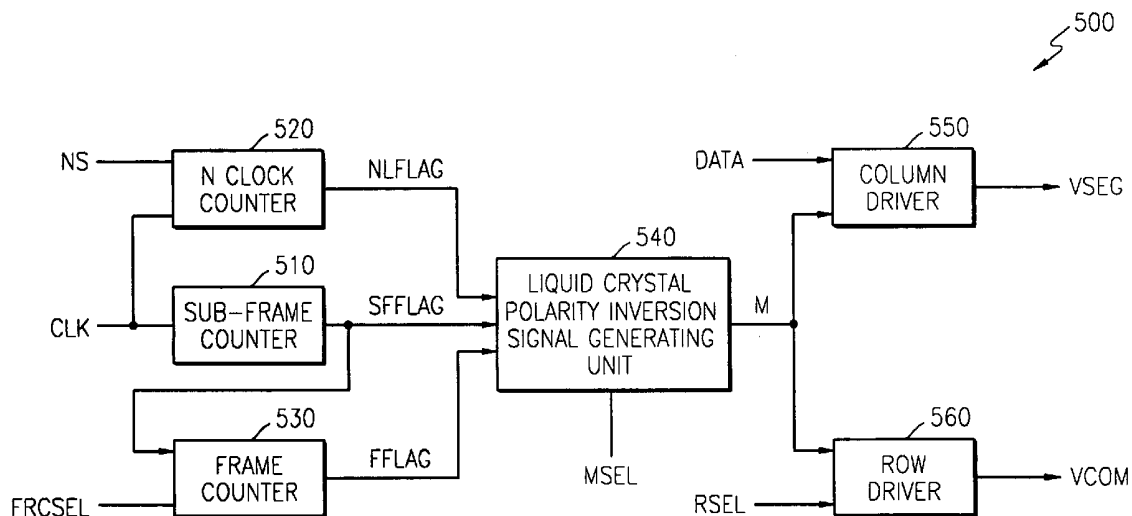 500
520
550
NS
N CLOCK
COUNTER
NLFLAG
DATA
COLUMN
DRIVER
VSEG
510
540
CLK
SUB-FRAME
COUNTER
SFFLAG
LIQUID CRYSTAL
POLARITY INVERSION
SIGNAL GENERATING
UNIT
M
530
560
FRCSEL
FRAME
COUNTER
FFLAG
MSEL
RSEL
ROW
DRIVER
VCOM